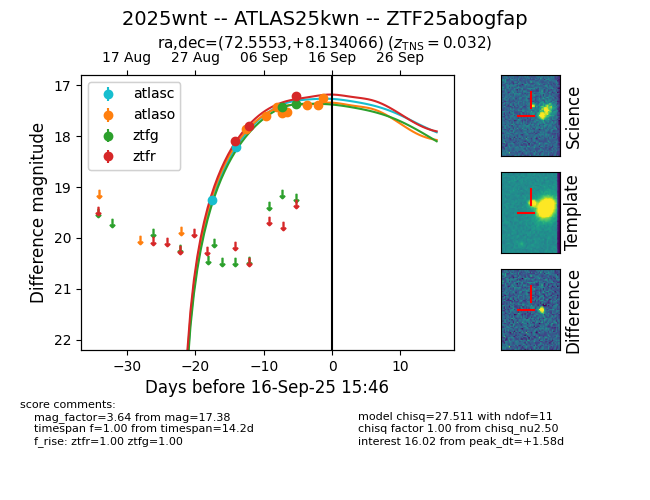 2025wnt -- ATLAS25kwn -- ZTF25abogfap
ra,dec=(72.5553,+8.134066) (z_TNS = 0.032)
17 Aug 27 Aug 06 Sep 16 Sep 26 Sep
atlasc
atlaso
ztfg
ztfr
17
18
19
20
21
22
Difference magnitude
−30 −20 −10 0 10
Days before 16-Sep-25 15:46
Science
Template
Difference
score comments:
mag_factor=3.64 from mag=17.38
timespan f=1.00 from timespan=14.2d
f_rise: ztfr=1.00 ztfg=1.00
model chisq=27.511 with ndof=11
chisq factor 1.00 from chisq_nu2.50
interest 16.02 from peak_dt=+1.58d